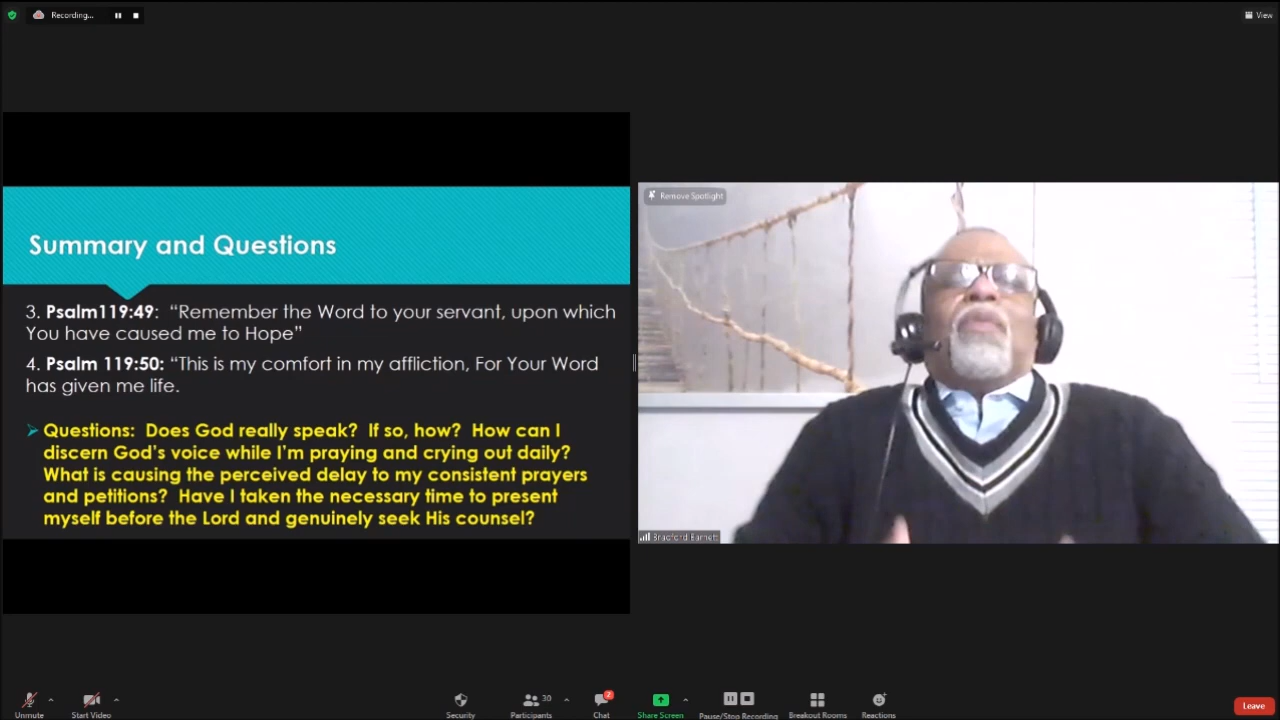 Recording...
View
Remove Spotlight
Summary and Questions
3. Psalm119:49: “Remember the Word to your servant, upon which
You have caused me to Hope”
4. Psalm 119:50: “This is my comfort in my affliction, For Your Word
has given me life.
➢ Questions: Does God really speak? If so, how? How can I
discern God’s voice while I’m praying and crying out daily?
What is causing the perceived delay to my consistent prayers
and petitions? Have I taken the necessary time to present
myself before the Lord and genuinely seek His counsel?
Bradford Barnett
Unmute
Start Video
Security
30
Participants
2
Chat
Share Screen
Pause/Stop Recording
Breakout Rooms
Reactions
Leave